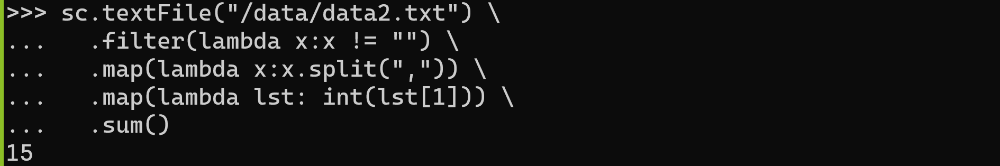 >>> sc.textFile("/data/data2.txt") \
...   .filter(lambda x:x != "") \
...   .map(lambda x:x.split(",")) \
...   .map(lambda lst: int(lst[1])) \
...   .sum()
15